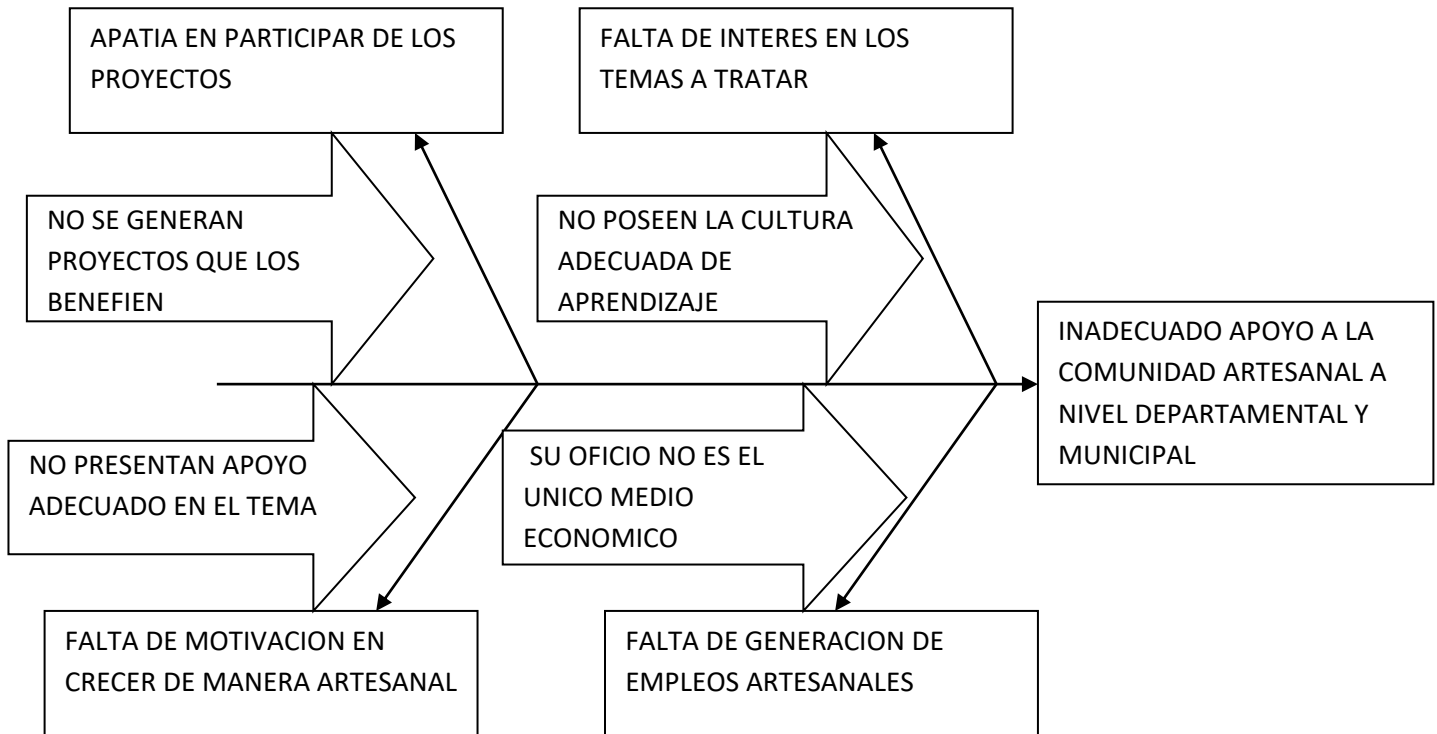 APATIA EN PARTICIPAR DE LOS
PROYECTOS
FALTA DE INTERES EN LOS
TEMAS A TRATAR
NO SE GENERAN
PROYECTOS QUE LOS
BENEFIEN
NO POSEEN LA CULTURA
ADECUADA DE
APRENDIZAJE
INADECUADO APOYO A LA
COMUNIDAD ARTESANAL A
NIVEL DEPARTAMENTAL Y
MUNICIPAL
NO PRESENTAN APOYO
ADECUADO EN EL TEMA
SU OFICIO NO ES EL
UNICO MEDIO
ECONOMICO
FALTA DE MOTIVACION EN
CRECER DE MANERA ARTESANAL
FALTA DE GENERACION DE
EMPLEOS ARTESANALES